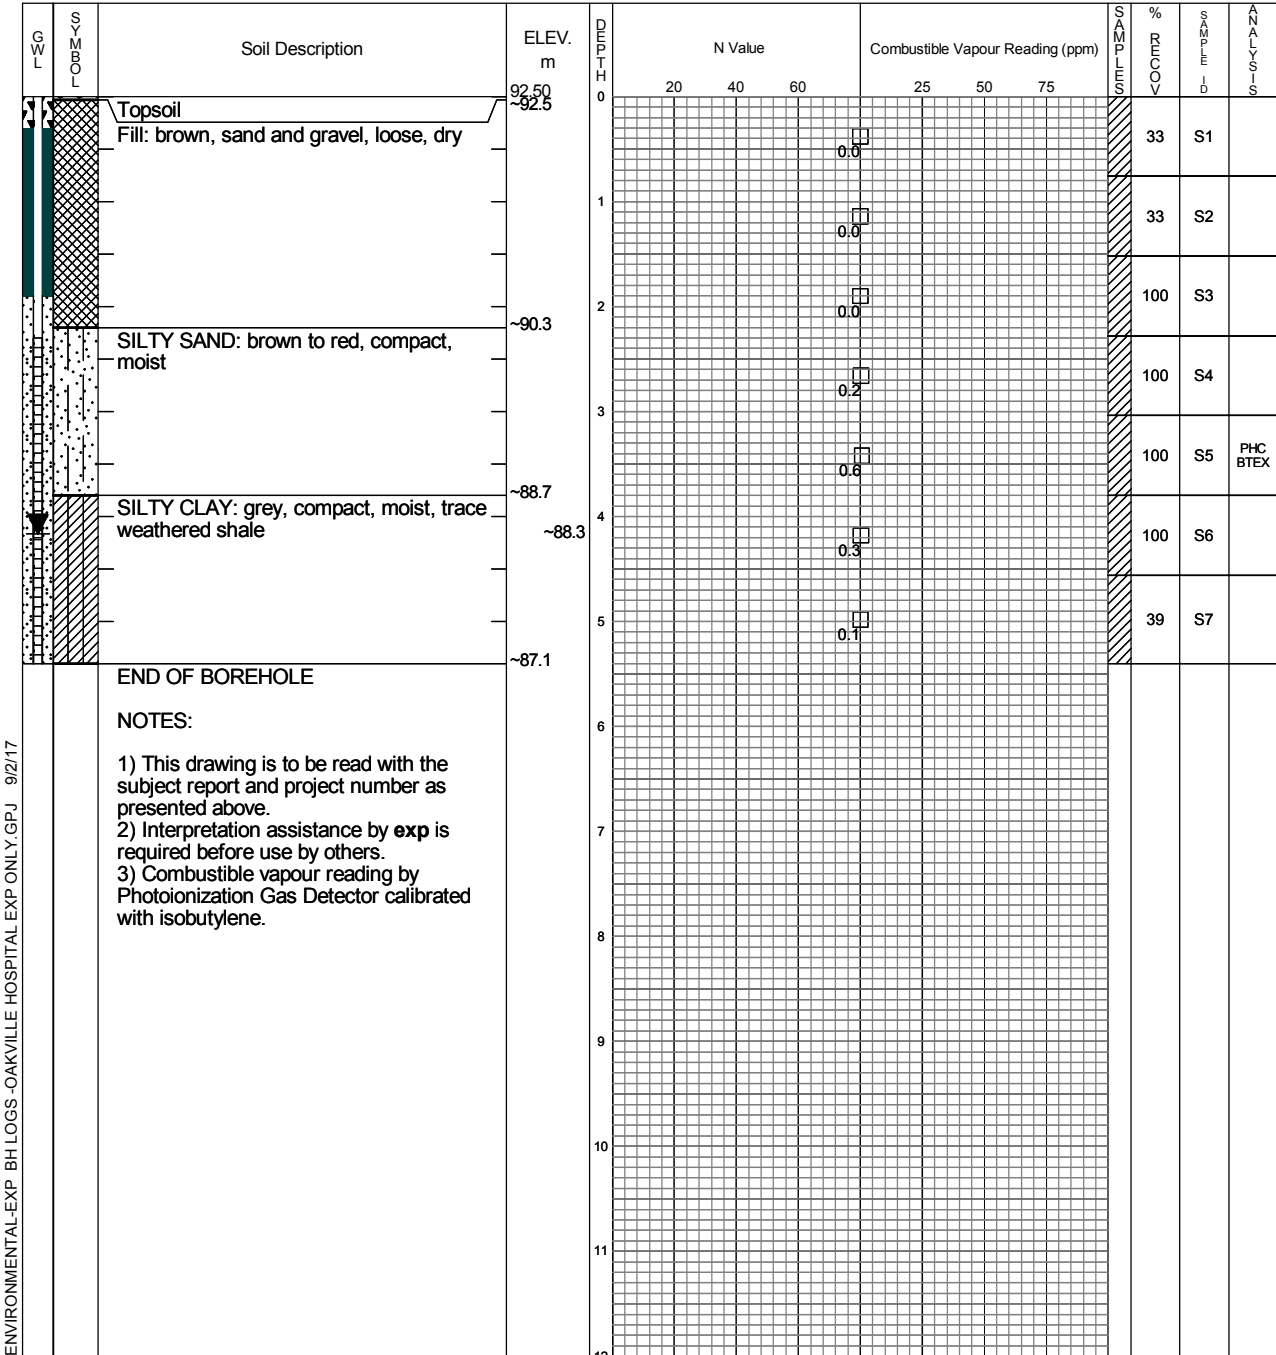 GWL
SYMBOL
Soil Description
ELEV.
m
DEPTH
N Value
Combustible Vapour Reading (ppm)
SAMPLES
% RECOV
SAMPLE ID
ANALYSIS
20 40 60
25 50 75
92.50
~92.5
0
Topsoil
Fill: brown, sand and gravel, loose, dry
0.0
33 S1
1
0.0
33 S2
0.0
100 S3
2
~90.3
SILTY SAND: brown to red, compact,
moist
0.2
100 S4
3
0.6
100 S5 PHC
BTEX
~88.7
SILTY CLAY: grey, compact, moist, trace
weathered shale
4
~88.3
0.3
100 S6
5
0.1
39 S7
~87.1
END OF BOREHOLE
NOTES:
1) This drawing is to be read with the
subject report and project number as
presented above.
2) Interpretation assistance by exp is
required before use by others.
3) Combustible vapour reading by
Photoionization Gas Detector calibrated
with isobutylene.
6
7
8
9
10
11
12
ENVIRONMENTAL-EXP BH LOGS -OAKVILLE HOSPITAL EXP ONLY.GPJ 9/2/17